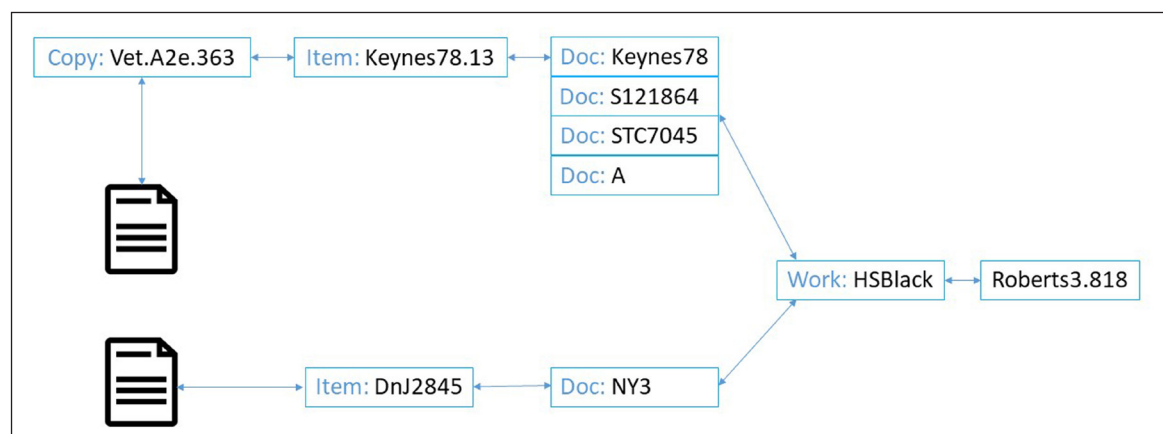 Copy: Vet.A2e.363
Item: Keynes78.13
Doc: Keynes78
Doc: S121864
Doc: STC7045
Doc: A
Work: HSBlack
Roberts3.818
Item: DnJ2845
Doc: NY3